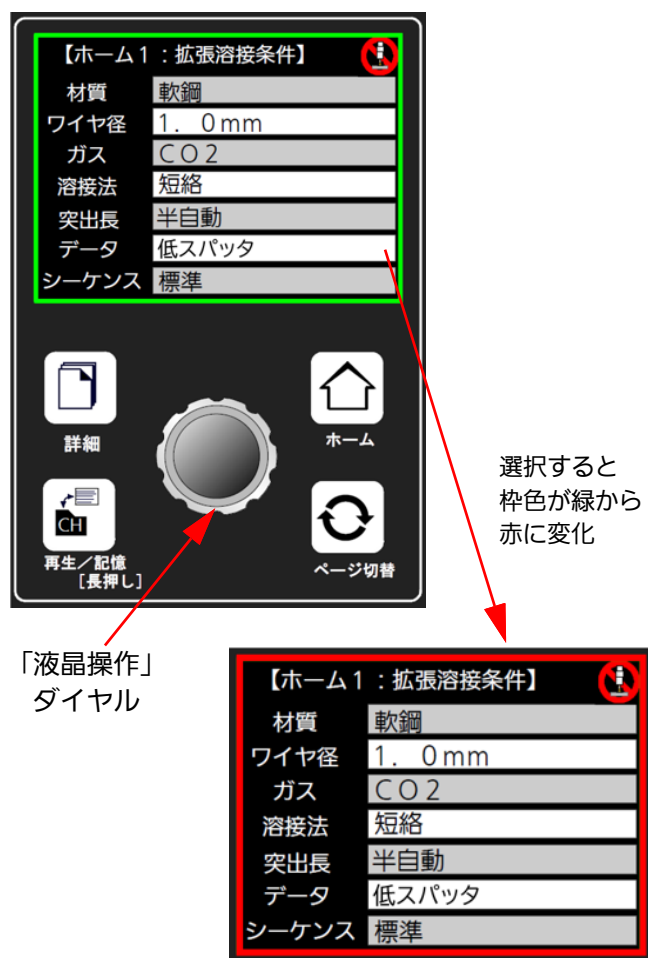 【ホーム1：拡張溶接条件】
材質 軟鋼
ワイヤ径 1．0mm
ガス CO2
溶接法 短絡
突出長 半自動
データ 低スパッタ
シーケンス 標準
詳細
ホーム
CH
再生／記憶
[長押し]
ページ切替
選択すると
枠色が緑から
赤に変化
「液晶操作」
ダイヤル
【ホーム1：拡張溶接条件】
材質 軟鋼
ワイヤ径 1．0mm
ガス CO2
溶接法 短絡
突出長 半自動
データ 低スパッタ
シーケンス 標準